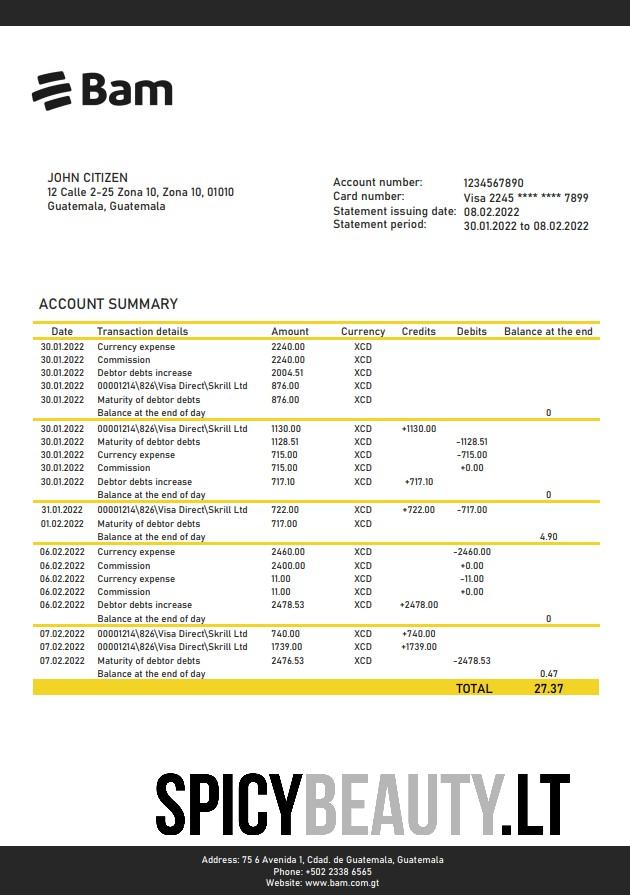 Bam
JOHN CITIZEN
12 Calle 2-25 Zona 10, Zona 10, 01010
Guatemala, Guatemala
Account number: 1234567890
Card number: Visa 2245 **** **** 7899
Statement issuing date: 08.02.2022
Statement period: 30.01.2022 to 08.02.2022
ACCOUNT SUMMARY
Date Transaction details Amount Currency Credits Debits Balance at the end
30.01.2022 Currency expense 2240.00 XCD
30.01.2022 Commission 2240.00 XCD
30.01.2022 Debtor debts increase 2004.51 XCD
30.01.2022 00001214\826\Visa Direct\Skrill Ltd 876.00 XCD
30.01.2022 Maturity of debtor debts 876.00 XCD
Balance at the end of day 0
30.01.2022 00001214\826\Visa Direct\Skrill Ltd 1130.00 XCD +1130.00
30.01.2022 Maturity of debtor debts 1128.51 XCD -1128.51
30.01.2022 Currency expense 715.00 XCD -715.00
30.01.2022 Commission 715.00 XCD +0.00
30.01.2022 Debtor debts increase 717.10 XCD +717.10
Balance at the end of day 0
31.01.2022 00001214\826\Visa Direct\Skrill Ltd 722.00 XCD +722.00 -717.00
01.02.2022 Maturity of debtor debts 717.00 XCD
Balance at the end of day 4.90
06.02.2022 Currency expense 2460.00 XCD -2460.00
06.02.2022 Commission 2400.00 XCD +0.00
06.02.2022 Currency expense 11.00 XCD -11.00
06.02.2022 Commission 11.00 XCD +0.00
06.02.2022 Debtor debts increase 2478.53 XCD +2478.00
Balance at the end of day 0
07.02.2022 00001214\826\Visa Direct\Skrill Ltd 740.00 XCD +740.00
07.02.2022 00001214\826\Visa Direct\Skrill Ltd 1739.00 XCD +1739.00
07.02.2022 Maturity of debtor debts 2476.53 XCD -2478.53
Balance at the end of day 0.47
TOTAL 27.37
SPICYBEAUTY.LT
Address: 75 6 Avenida 1, Cdad. de Guatemala, Guatemala
Phone: +502 2338 6565
Website: www.bam.com.gt